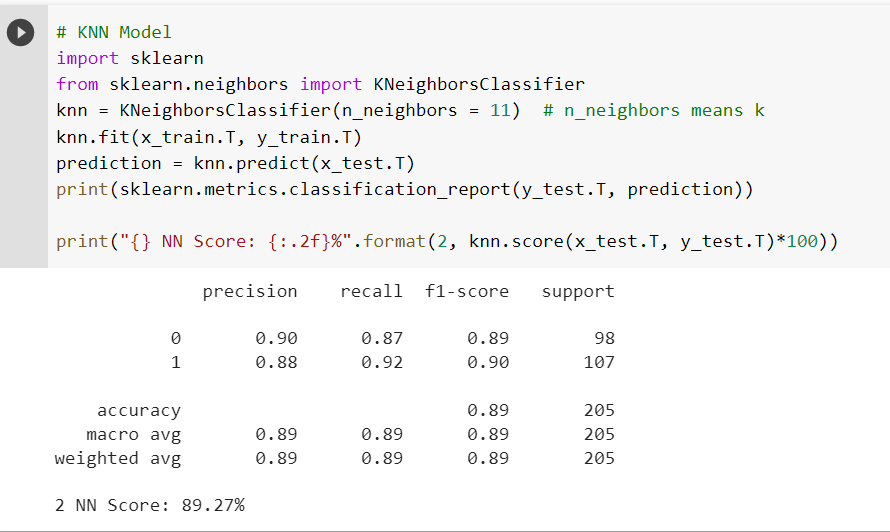 # KNN Model
import sklearn
from sklearn.neighbors import KNeighborsClassifier
knn = KNeighborsClassifier(n_neighbors = 11)  # n_neighbors means k
knn.fit(x_train.T, y_train.T)
prediction = knn.predict(x_test.T)
print(sklearn.metrics.classification_report(y_test.T, prediction))
print("{} NN Score: {:.2f}%".format(2, knn.score(x_test.T, y_test.T)*100))
precision recall f1-score support
0 0.90 0.87 0.89 98
1 0.88 0.92 0.90 107
accuracy 0.89 205
macro avg 0.89 0.89 0.89 205
weighted avg 0.89 0.89 0.89 205
2 NN Score: 89.27%